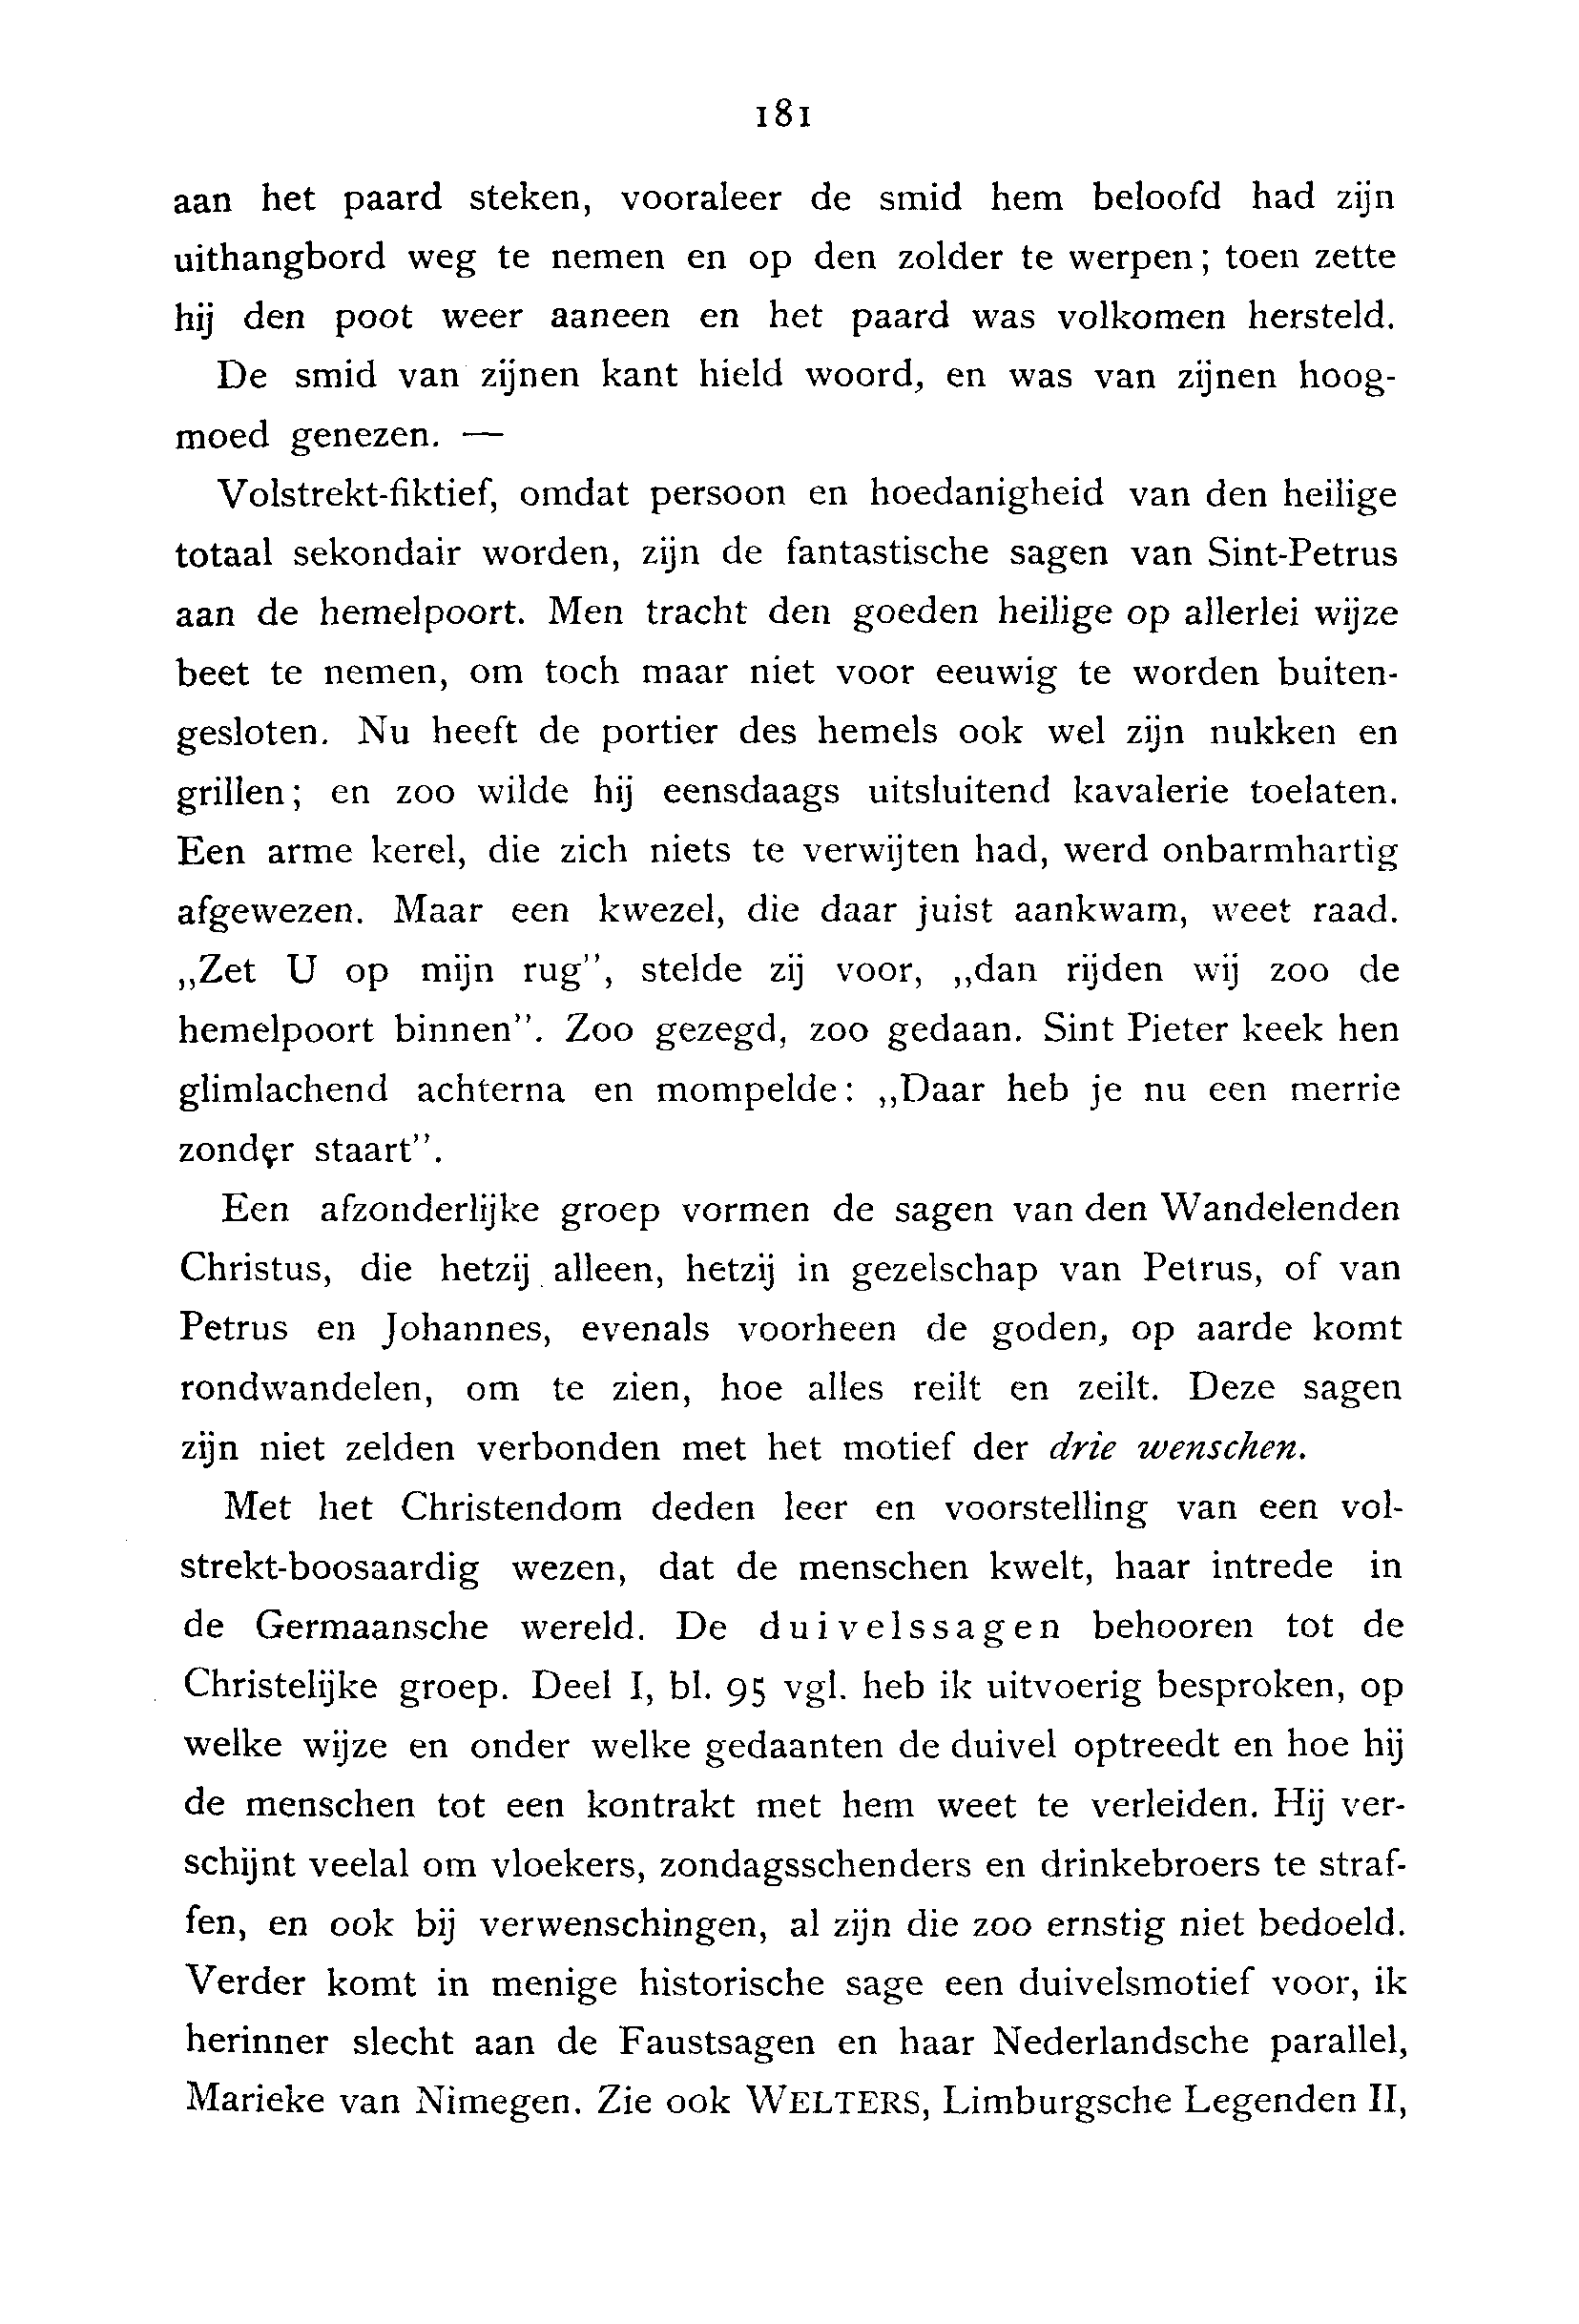 181
aan het paard steken, vooraleer de smid hem beloofd had zijn
uithangbord weg te nemen en op den zolder te werpen; toen zette
hij den poot weer aaneen en het paard was volkomen hersteld.
De smid van zijnen kant hield woord, en was van zijnen hoog-
moed genezen. —
Volstrekt-fiktief, omdat persoon en hoedanigheid van den heilige
totaal sekondair worden, zijn de fantastische sagen van Sint-Petrus
aan de hemelpoort. Men tracht den goeden heilige op allerlei wijze
beet te nemen, om toch maar niet voor eeuwig te worden buiten-
gesloten. Nu heeft de portier des hemels ook wel zijn nukken en
grillen; en zoo wilde hij eensdaags uitsluitend kavalerie toelaten.
Een arme kerel, die zich niets te verwijten had, werd onbarmhartig
afgewezen. Maar een kwezel, die daar juist aankwam, weet raad.
„Zet U op mijn rug”, stelde zij voor, „dan rijden wij zoo de
hemelpoort binnen”. Zoo gezegd, zoo gedaan. Sint Pieter keek hen
glimlachend achterna en mompelde: „Daar heb je nu een merrie
zonder staart”.
Een afzonderlijke groep vormen de sagen van den Wandelenden
Christus, die hetzij alleen, hetzij in gezelschap van Petrus, of van
Petrus en Johannes, evenals voorheen de goden, op aarde komt
rondwandelen, om te zien, hoe alles reilt en zeilt. Deze sagen
zijn niet zelden verbonden met het motief der drie wenschen.
Met het Christendom deden leer en voorstelling van een vol-
strekt-boosaardig wezen, dat de menschen kwelt, haar intrede in
de Germaansche wereld. De duivelssagen behooren tot de
Christelijke groep. Deel I, bl. 95 vgl. heb ik uitvoerig besproken, op
welke wijze en onder welke gedaanten de duivel optreedt en hoe hij
de menschen tot een kontrakt met hem weet te verleiden. Hij ver-
schijnt veelal om vloekers, zondagsschenders en drinkebroers te straf-
fen, en ook bij verwenschingen, al zijn die zoo ernstig niet bedoeld.
Verder komt in menige historische sage een duivelsmotief voor, ik
herinner slecht aan de Faustsagen en haar Nederlandsche parallel,
Marieke van Nimegen. Zie ook WELTERS, Limburgsche Legenden II,